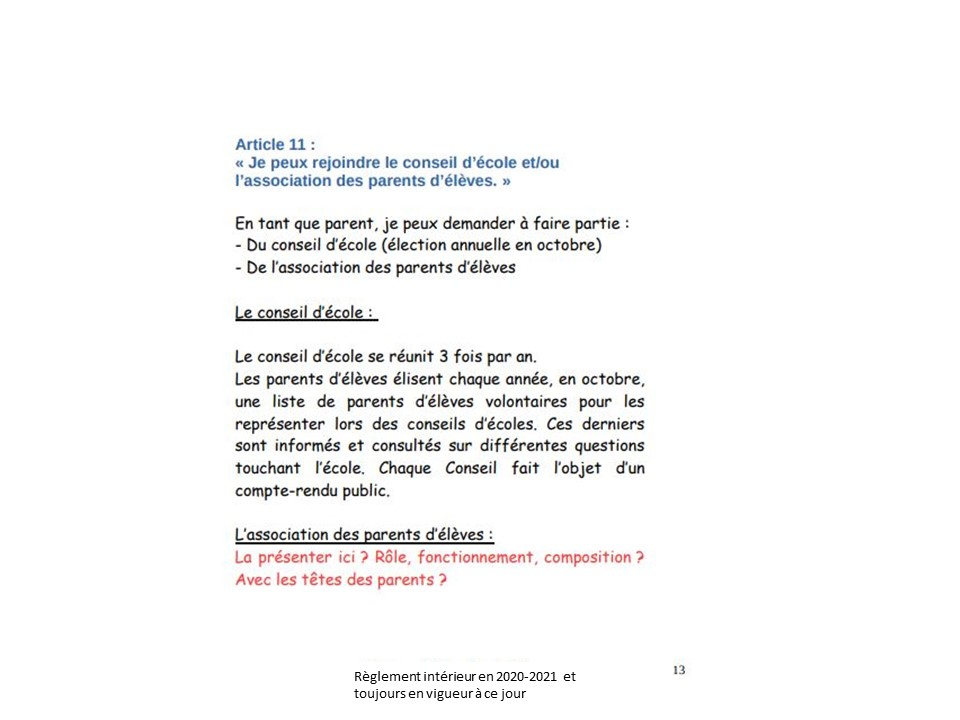 Article 11 :
« Je peux rejoindre le conseil d’école et/ou
l’association des parents d’élèves. »
En tant que parent, je peux demander à faire partie :
- Du conseil d’école (élection annuelle en octobre)
- De l’association des parents d’élèves
Le conseil d’école :
Le conseil d’école se réunit 3 fois par an.
Les parents d’élèves élisent chaque année, en octobre,
une liste de parents d’élèves volontaires pour les
représenter lors des conseils d’écoles. Ces derniers
sont informés et consultés sur différentes questions
touchant l’école. Chaque Conseil fait l’objet d’un
compte-rendu public.
L’association des parents d’élèves :
La présenter ici ? Rôle, fonctionnement, composition ?
Avec les têtes des parents ?
13
Règlement intérieur en 2020-2021 et
toujours en vigueur à ce jour